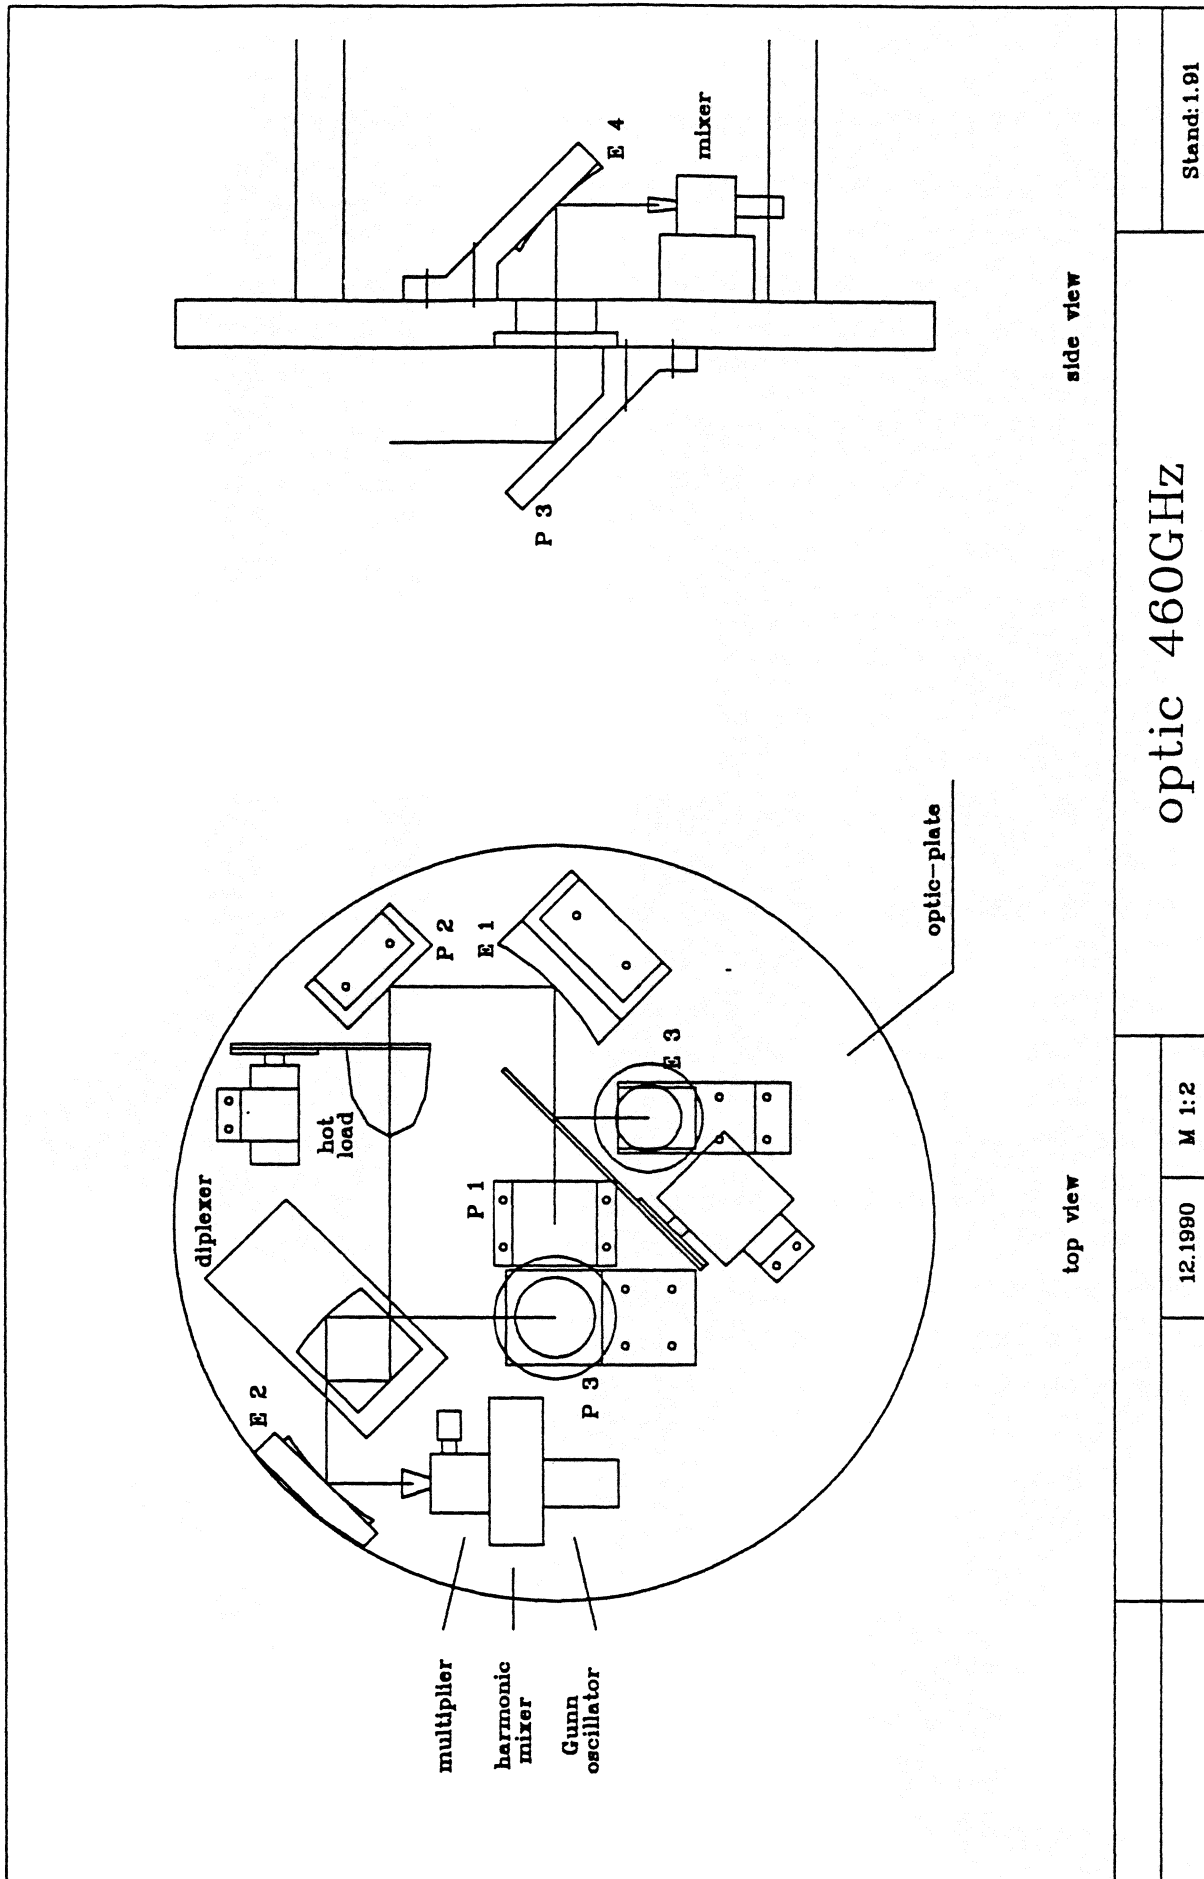 multiplier
harmonic
mixer
Gunn
oscillator
E 2
diplexer
hot
load
P 3
P 1
E 3
P 2
E 1
optic-plate
top view
P 3
E 4
mixer
side view
12.1990
M 1:2
optic 460GHz
Stand:1.91